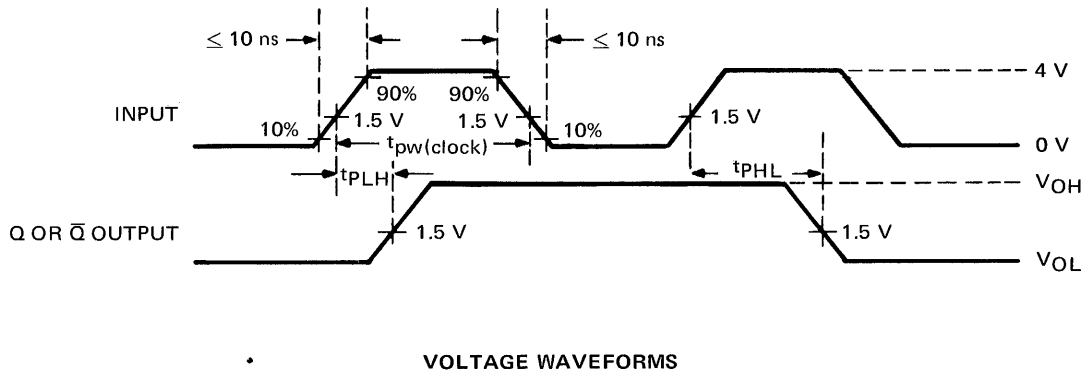 ≤ 10 ns
≤ 10 ns
4 V
90% 90%
INPUT
1.5 V 1.5 V 1.5 V
10% 10%
tpw(clock)
0 V
tPLH
tPHL
VOH
Q OR Q̅ OUTPUT
1.5 V 1.5 V
VOL
VOLTAGE WAVEFORMS